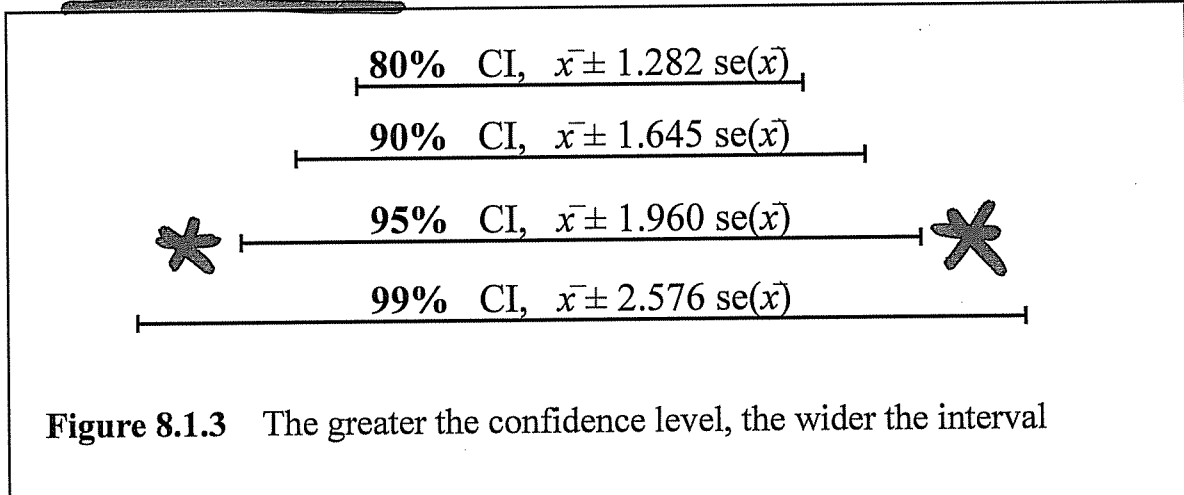 80% CI, x̄ ± 1.282 se(x̄)
90% CI, x̄ ± 1.645 se(x̄)
95% CI, x̄ ± 1.960 se(x̄)
99% CI, x̄ ± 2.576 se(x̄)
Figure 8.1.3 The greater the confidence level, the wider the interval